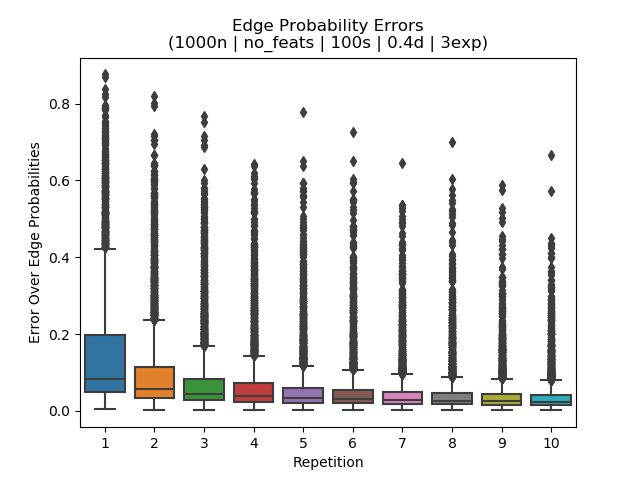 Edge Probability Errors
(1000n | no_feats | 100s | 0.4d | 3exp)
Error Over Edge Probabilities
0.8
0.6
0.4
0.2
0.0
1 2 3 4 5 6 7 8 9 10
Repetition